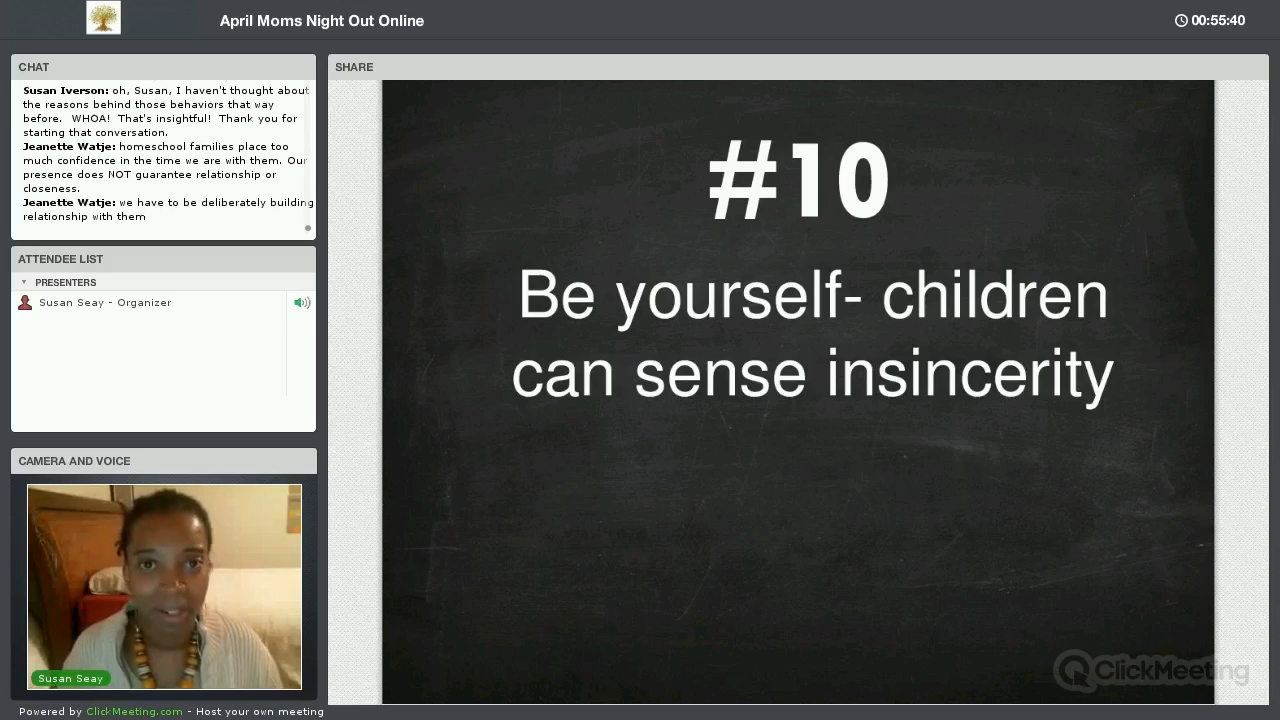 April Moms Night Out Online
00:55:40
CHAT
Susan Landson: oh, Susan, I haven't thought about
the reasons behind those behaviors that way
before. WHOA! That's insightful! Thank you for
starting that conversation.
Jeanette Watje: homeschool families place too
much confidence in the time we are with them. Our
presence does NOT guarantee relationship or
closeness.
Jeanette Watje: we have to be deliberately building
relationship with them
ATTENDEE LIST
PRESENTERS
Susan Seay - Organizer
CAMERA AND VOICE
Susan Seay
Powered by ClickMeeting.com - Host your own meeting
SHARE
#10
Be yourself- children
can sense insincerity
ClickMeeting